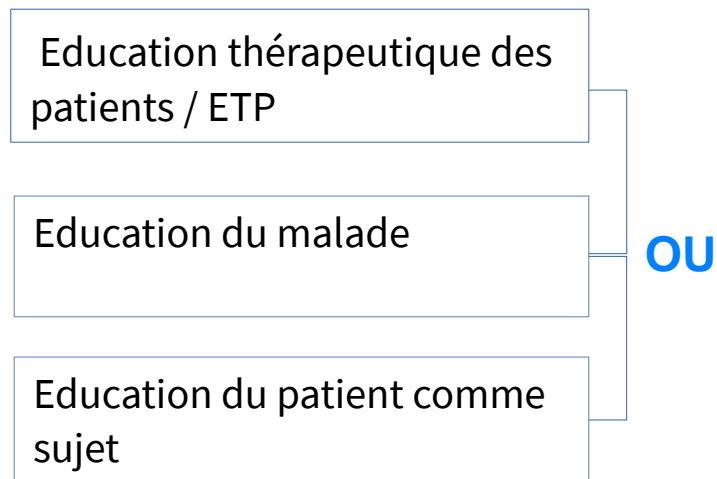 Education thérapeutique des
patients / ETP
Education du malade
OU
Education du patient comme
sujet